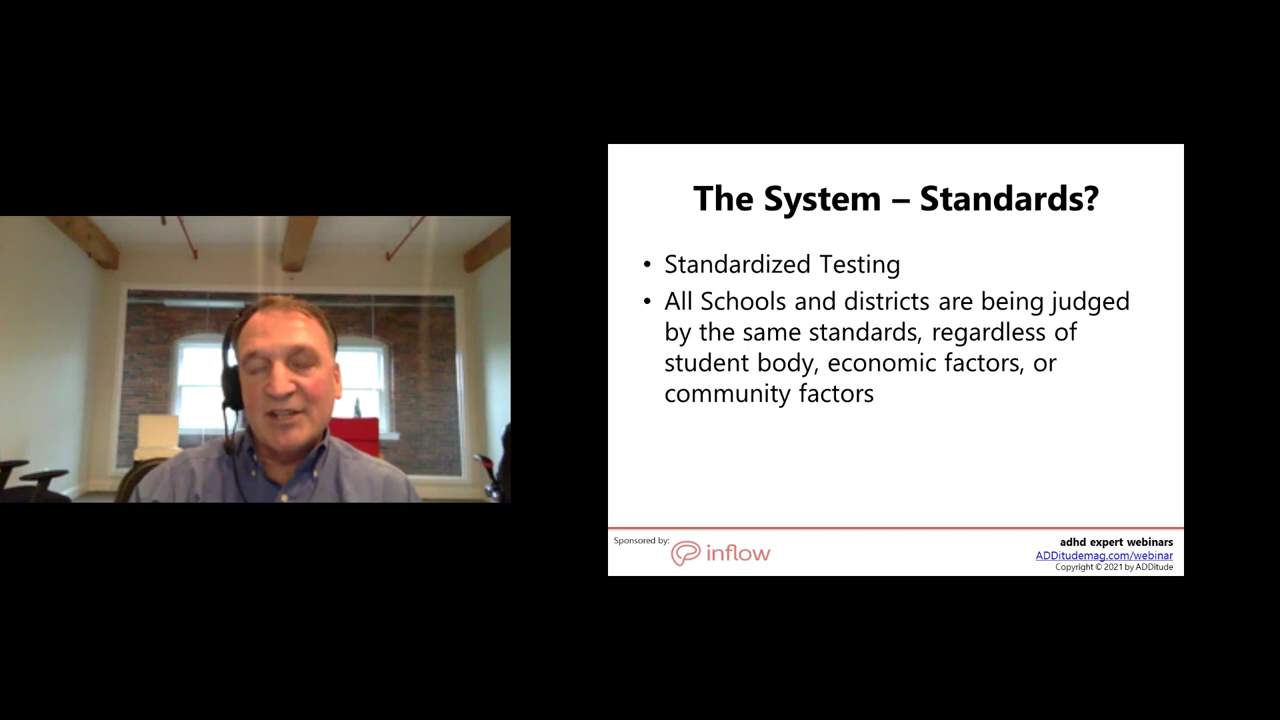 The System – Standards?
• Standardized Testing
• All Schools and districts are being judged
by the same standards, regardless of
student body, economic factors, or
community factors
Sponsored by:
inflow
adhd expert webinars
ADDitudemag.com/webinar
Copyright © 2021 by ADDitude